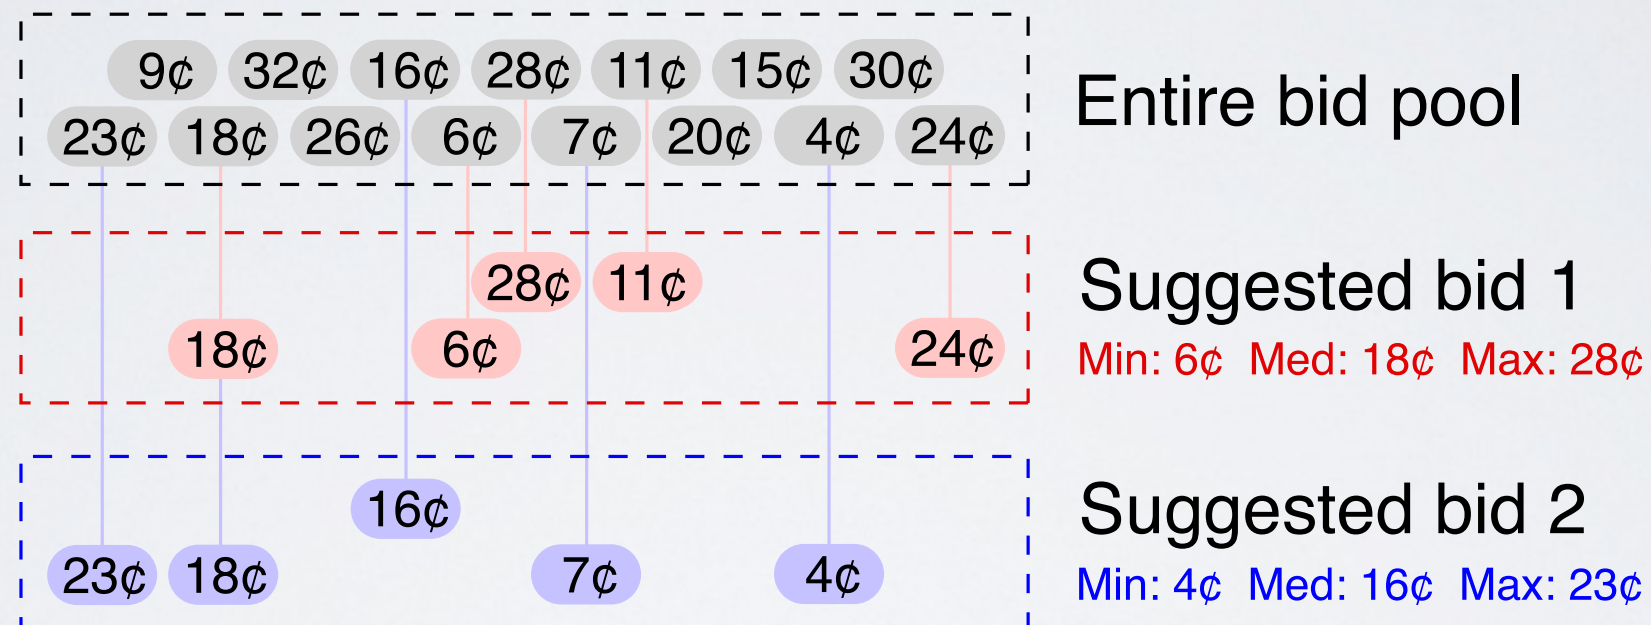 9¢ 32¢ 16¢ 28¢ 11¢ 15¢ 30¢
23¢ 18¢ 26¢ 6¢ 7¢ 20¢ 4¢ 24¢
Entire bid pool
28¢ 11¢
18¢ 6¢ 24¢
Suggested bid 1
Min: 6¢ Med: 18¢ Max: 28¢
16¢
23¢ 18¢ 7¢ 4¢
Suggested bid 2
Min: 4¢ Med: 16¢ Max: 23¢